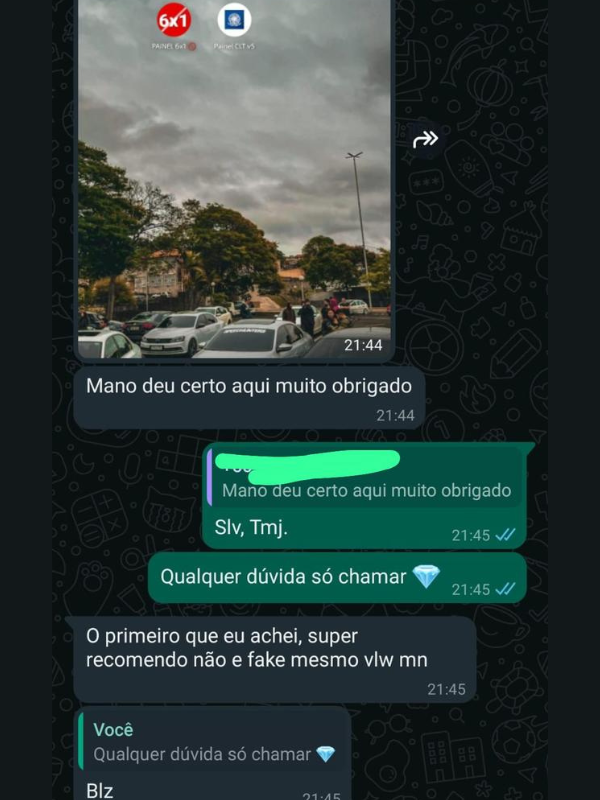 6x1
PAINEL 6x1
Painel CLT v5
21:44
Mano deu certo aqui muito obrigado
21:44
Mano deu certo aqui muito obrigado
Slv, Tmj.
21:45
Qualquer dúvida só chamar
21:45
O primeiro que eu achei, super
recomendo não e fake mesmo vlw mn
21:45
Você
Qualquer dúvida só chamar
Blz
21:45